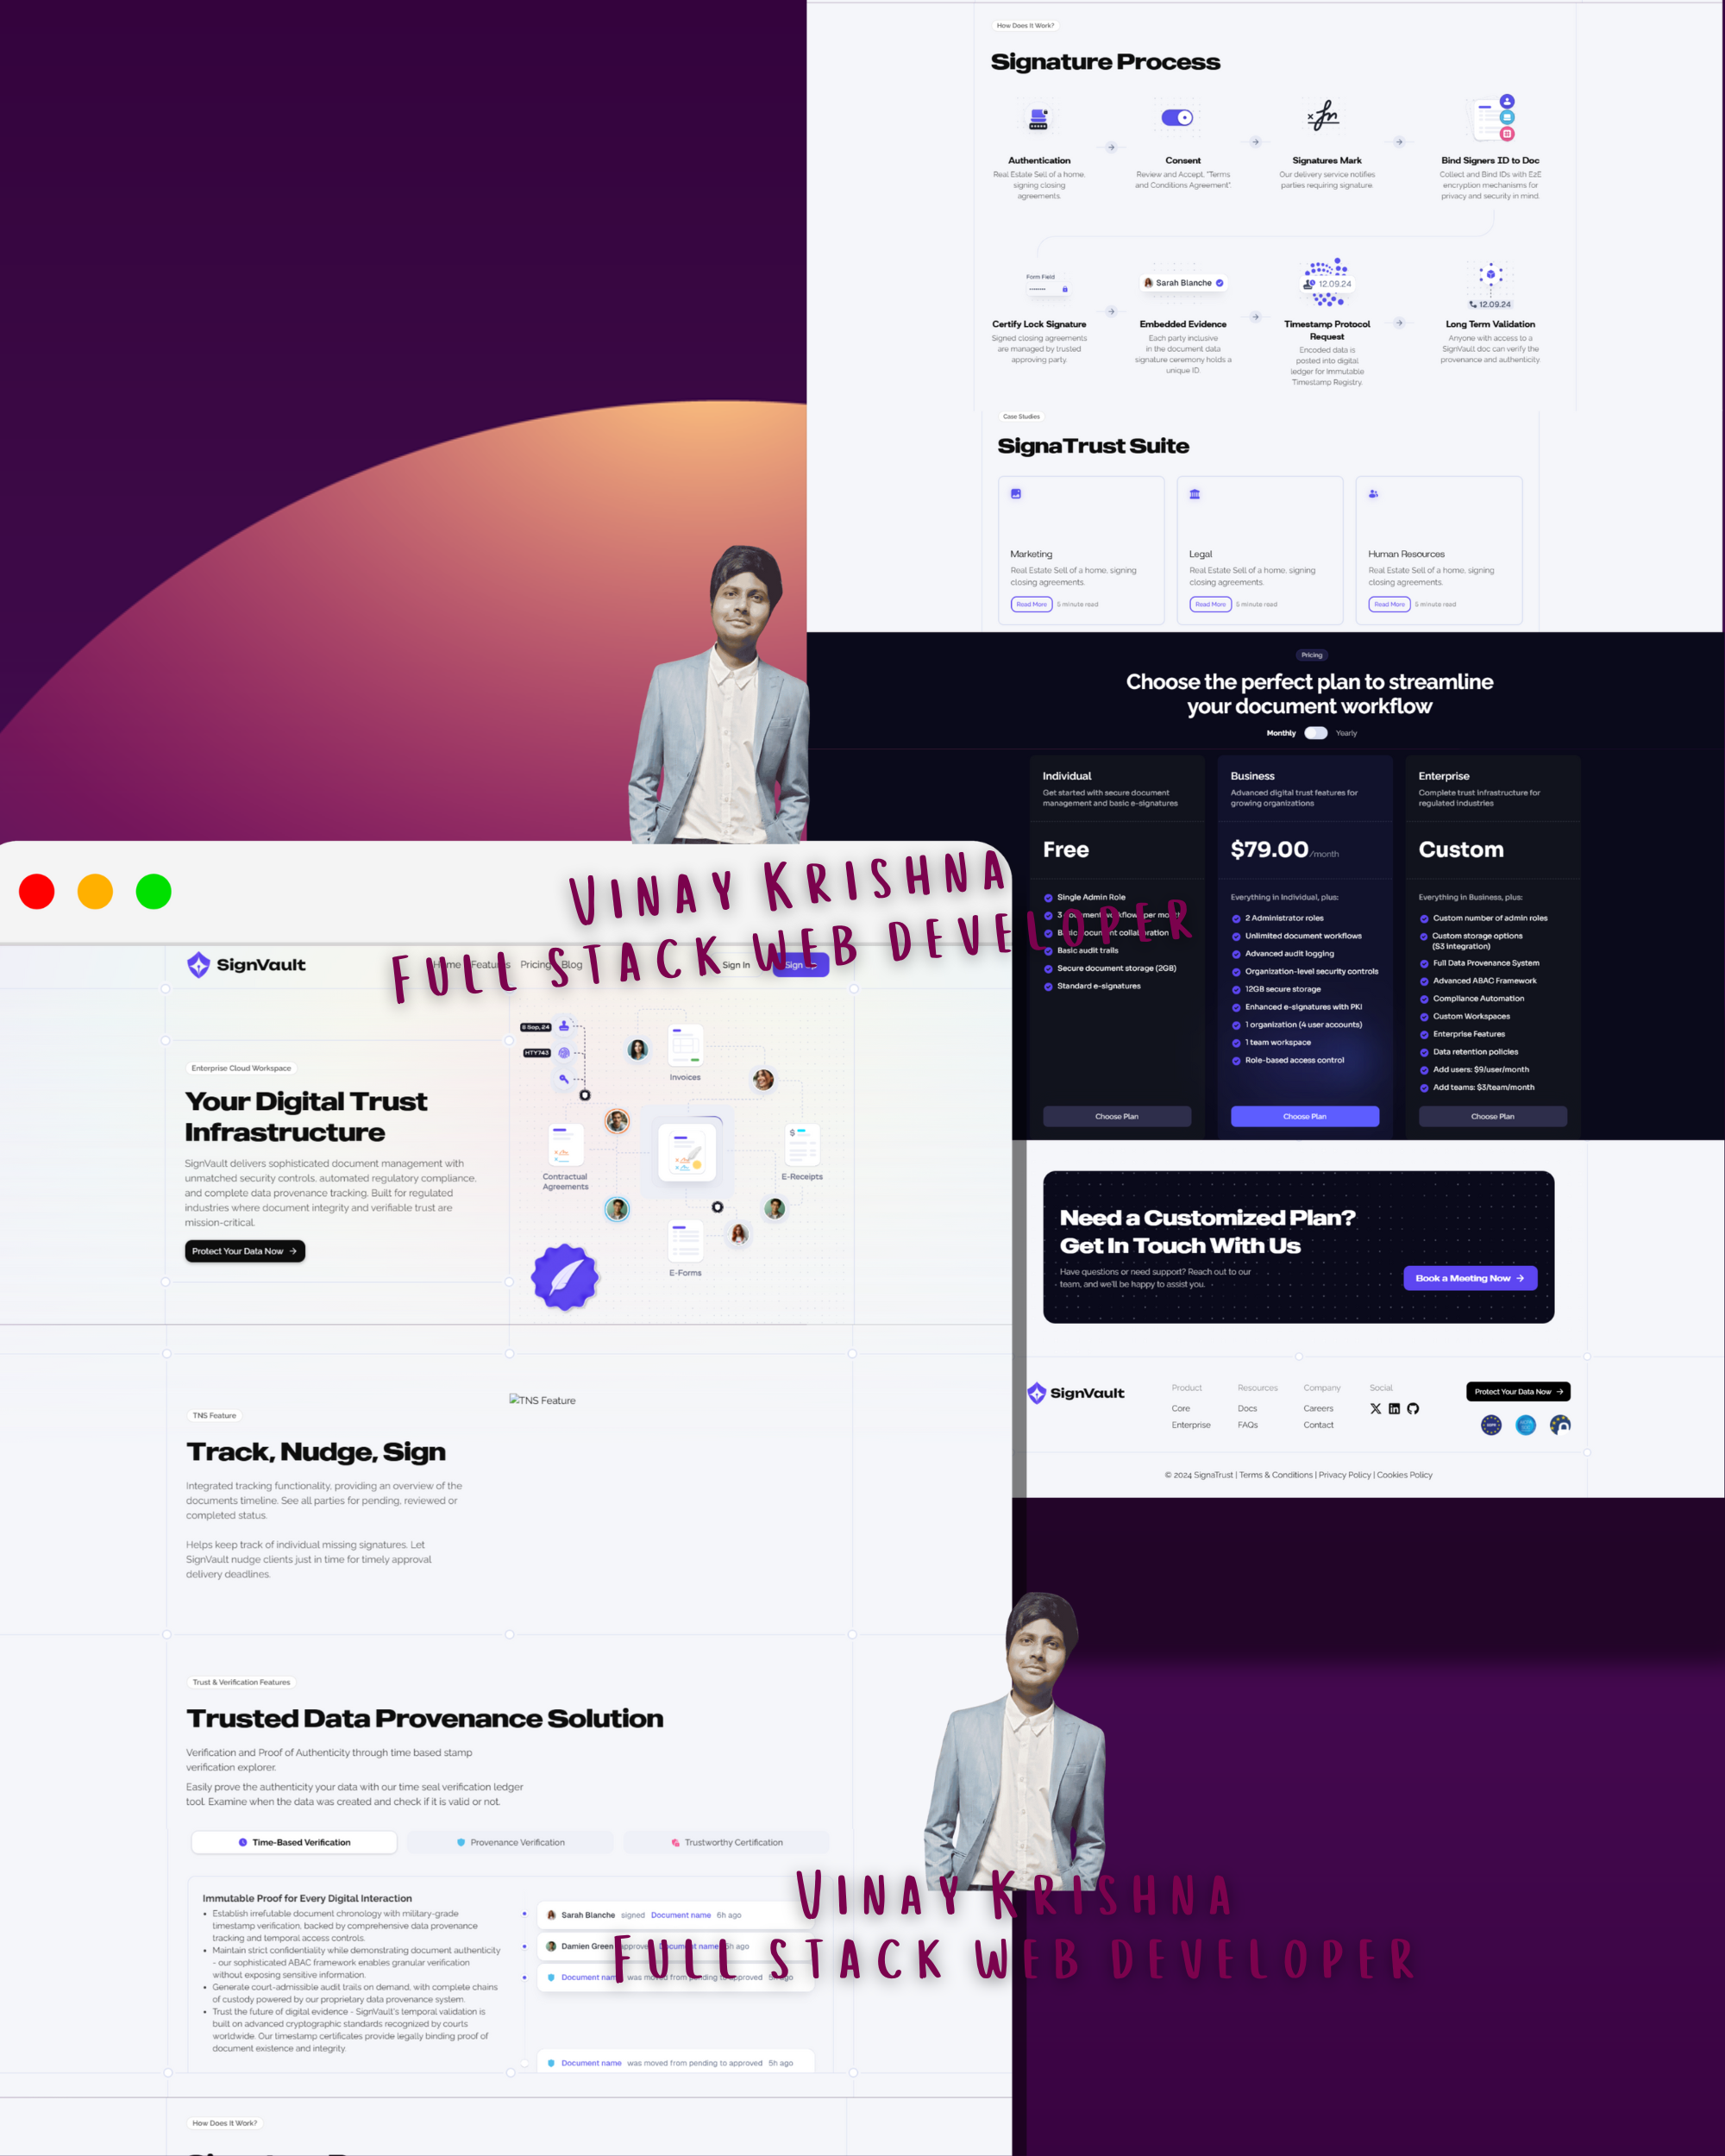 How Does It Work?
Signature Process
Authentication
Real Estate Sell of a home,
signing closing
agreements.
Consent
Review and Accept, "Terms
and Conditions Agreement".
Signatures Mark
Our delivery service notifies
parties requiring signature.
Bind Signers ID to Doc
Collect and Bind IDs with E2E
encryption mechanisms for
privacy and security in mind.
Form Field
Certify Lock Signature
Signed closing agreements
are managed by trusted
approving party.
Sarah Blanche
Embedded Evidence
Each party inclusive
in the document data
signature ceremony holds a
unique ID.
12.09.24
Timestamp Protocol
Request
Encoded data is
posted into digital
ledger for Immutable
Timestamp Registry.
12.09.24
Long Term Validation
Anyone with access to a
SignVault doc can verify the
provenance and authenticity.
Case Studies
SignaTrust Suite
Marketing
Real Estate Sell of a home, signing
closing agreements.
Read More 5 minute read
Legal
Real Estate Sell of a home, signing
closing agreements.
Read More 5 minute read
Human Resources
Real Estate Sell of a home, signing
closing agreements.
Read More 5 minute read
Pricing
Choose the perfect plan to streamline
your document workflow
Monthly Yearly
Individual
Get started with secure document
management and basic e-signatures
Free
Single Admin Role
3 document workflow per month
Basic document collaboration
Basic audit trails
Secure document storage (2GB)
Standard e-signatures
Choose Plan
Business
Advanced digital trust features for
growing organizations
$79.00/month
Everything in Individual, plus:
2 Administrator roles
Unlimited document workflows
Advanced audit logging
Organization-level security controls
12GB secure storage
Enhanced e-signatures with PKI
1 organization (4 user accounts)
1 team workspace
Role-based access control
Choose Plan
Enterprise
Complete trust infrastructure for
regulated industries
Custom
Everything in Business, plus:
Custom number of admin roles
Custom storage options
(S3 Integration)
Full Data Provenance System
Advanced ABAC Framework
Compliance Automation
Custom Workspaces
Enterprise Features
Data retention policies
Add users: $9/user/month
Add teams: $3/team/month
Choose Plan
Need a Customized Plan?
Get In Touch With Us
Have questions or need support? Reach out to our
team, and we'll be happy to assist you.
Book a Meeting Now
SignVault
Product
Core
Enterprise
Resources
Docs
FAQs
Company
Careers
Contact
Social
Protect Your Data Now
© 2024 SignaTrust | Terms & Conditions | Privacy Policy | Cookies Policy
Vinay Krishna
Full stack web developer
SignVault
Home Features Pricing Blog
Sign In Sign Up
Enterprise Cloud Workspace
Your Digital Trust
Infrastructure
SignVault delivers sophisticated document management with
unmatched security controls, automated regulatory compliance,
and complete data provenance tracking. Built for regulated
industries where document integrity and verifiable trust are
mission-critical.
Protect Your Data Now
8 Sep, 24
HTY743
Invoices
Contractual
Agreements
E-Receipts
E-Forms
TNS Feature
TNS Feature
Track, Nudge, Sign
Integrated tracking functionality, providing an overview of the
documents timeline. See all parties for pending, reviewed or
completed status.
Helps keep track of individual missing signatures. Let
SignVault nudge clients just in time for timely approval
delivery deadlines.
Trust & Verification Features
Trusted Data Provenance Solution
Verification and Proof of Authenticity through time based stamp
verification explorer.
Easily prove the authenticity your data with our time seal verification ledger
tool. Examine when the data was created and check if it is valid or not.
Time-Based Verification
Provenance Verification
Trustworthy Certification
Immutable Proof for Every Digital Interaction
Establish irrefutable document chronology with military-grade
timestamp verification, backed by comprehensive data provenance
tracking and temporal access controls.
Maintain strict confidentiality while demonstrating document authenticity
- our sophisticated ABAC framework enables granular verification
without exposing sensitive information.
Generate court-admissible audit trails on demand, with complete chains
of custody powered by our proprietary data provenance system.
Trust the future of digital evidence - SignVault's temporal validation is
built on advanced cryptographic standards recognized by courts
worldwide. Our timestamp certificates provide legally binding proof of
document existence and integrity.
Sarah Blanche signed Document name 6h ago
Damien Green approved Document name 5h ago
Document name was moved from pending to approved 5h ago
Document name was moved from pending to approved 5h ago
Vinay Krishna
Full stack web developer
How Does It Work?